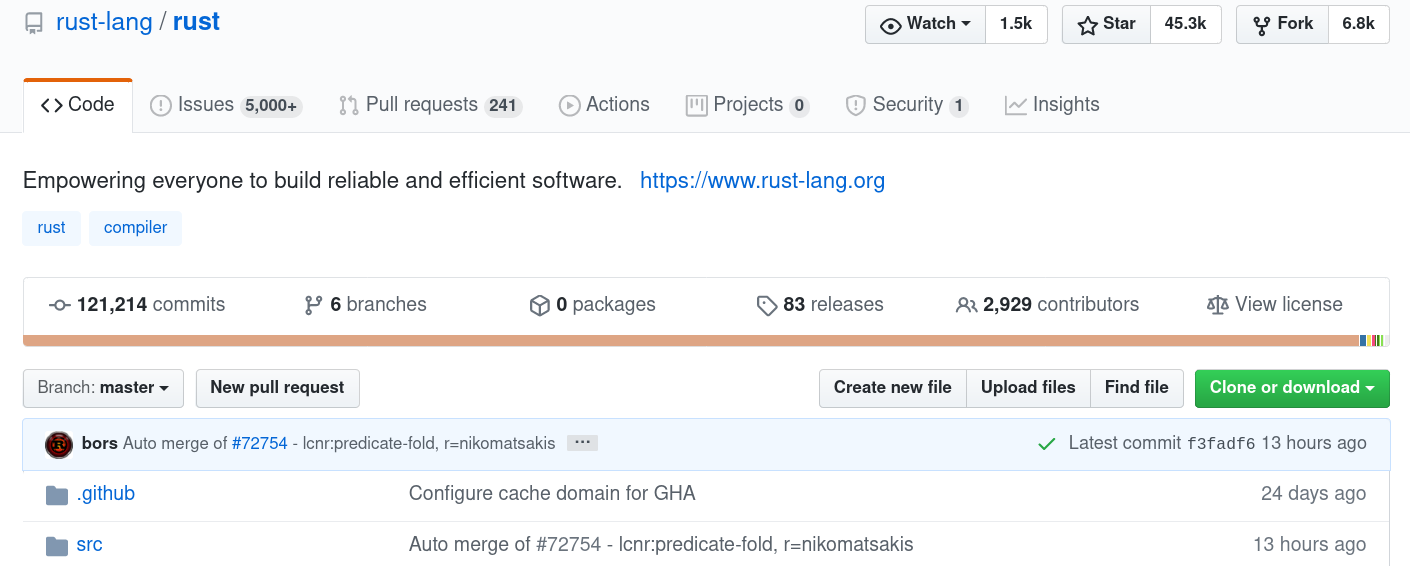 rust-lang / rust Watch 1.5k Star 45.3k Fork 6.8k
Code Issues 5,000+ Pull requests 241 Actions Projects 0 Security 1 Insights
Empowering everyone to build reliable and efficient software. https://www.rust-lang.org
rust compiler
121,214 commits 6 branches 0 packages 83 releases 2,929 contributors View license
Branch: master New pull request Create new file Upload files Find file Clone or download
bors Auto merge of #72754 - lcnr:predicate-fold, r=nikomatsakis ... Latest commit f3fadf6 13 hours ago
.github Configure cache domain for GHA 24 days ago
src Auto merge of #72754 - lcnr:predicate-fold, r=nikomatsakis 13 hours ago